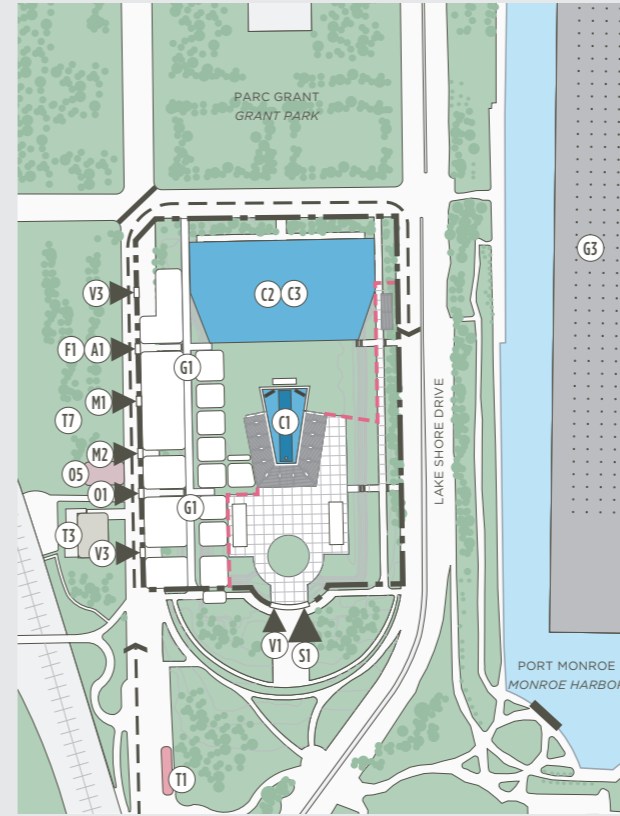 PARC GRANT
GRANT PARK
G3
V3
C2 C3
F1 A1
G1
M1
C1
T7
M2
O5
O1
G1
T3
V3
LAKE SHORE DRIVE
V1
S1
PORT MONROE
MONROE HARBOR
T1